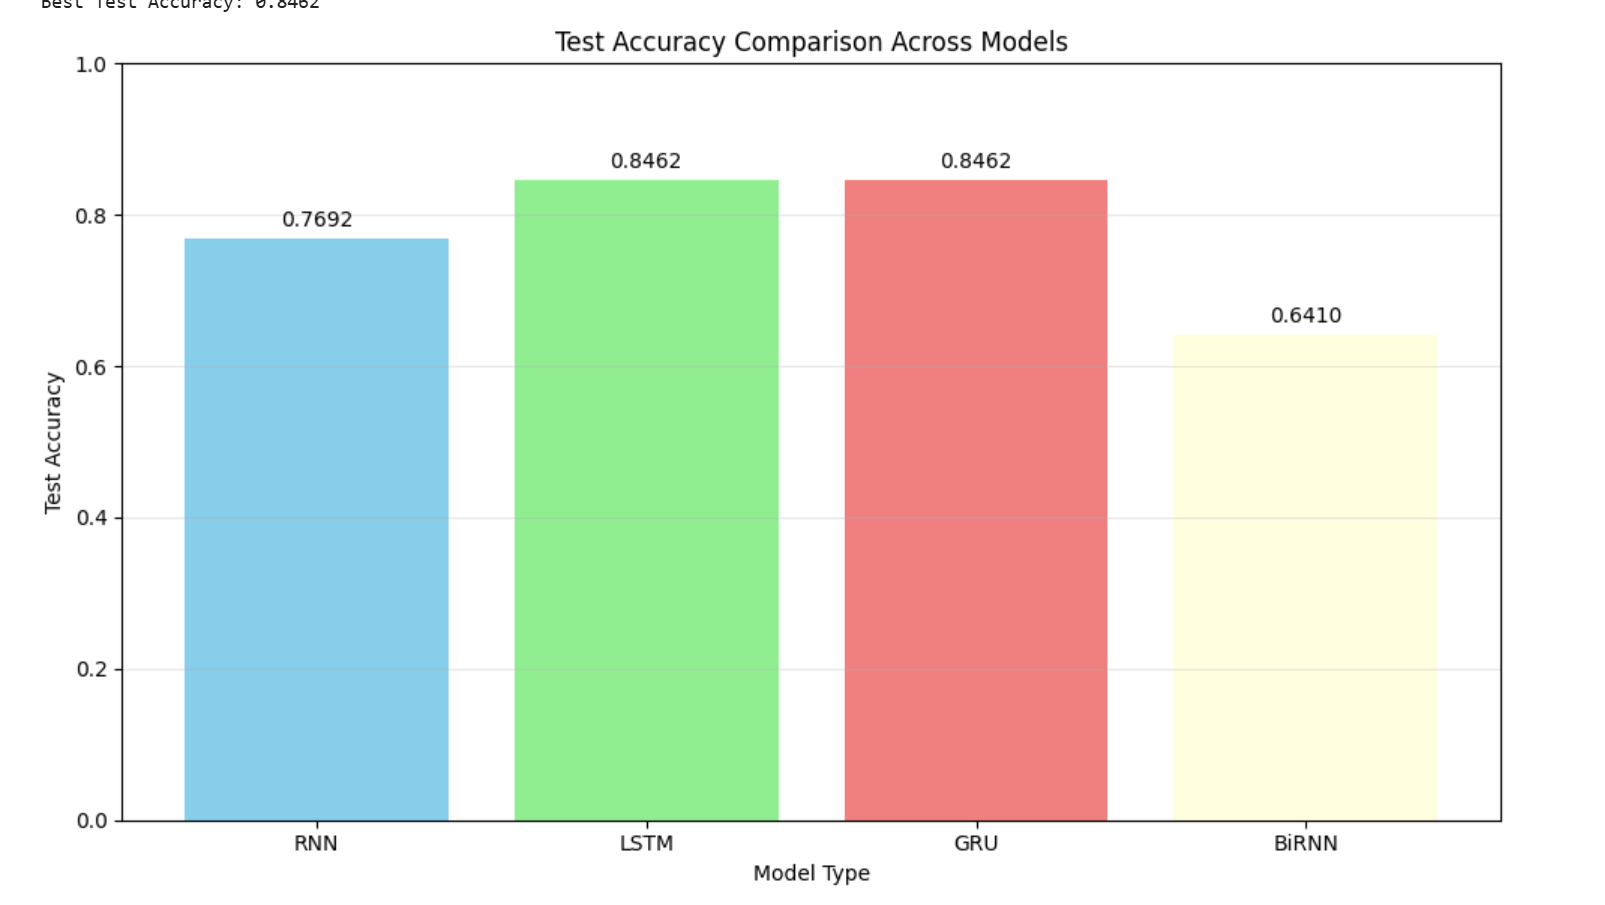 Best Test Accuracy: 0.8462
Test Accuracy Comparison Across Models
1.0
0.8
0.6
0.4
0.2
0.0
Test Accuracy
0.7692
0.8462
0.8462
0.6410
RNN
LSTM
GRU
BiRNN
Model Type